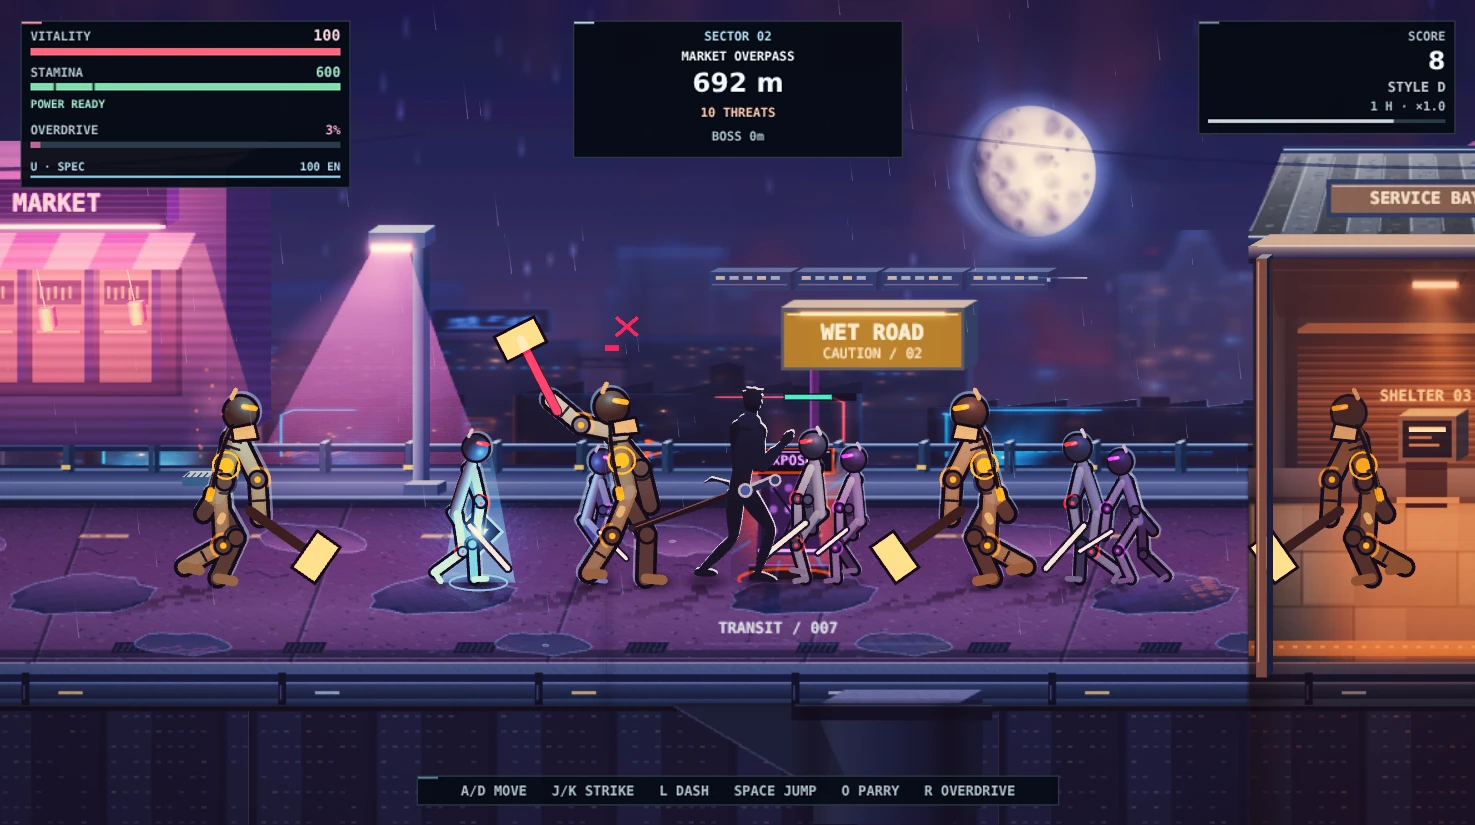 VITALITY 100
STAMINA 600
POWER READY
OVERDRIVE 3%
U · SPEC 100 EN
SECTOR 02
MARKET OVERPASS
692 m
10 THREATS
BOSS 0m
SCORE
8
STYLE D
1 H · ×1.0
MARKET
SERVICE BAY
WET ROAD
CAUTION / 02
SHELTER 03
TRANSIT / 007
A/D MOVE J/K STRIKE L DASH SPACE JUMP O PARRY R OVERDRIVE